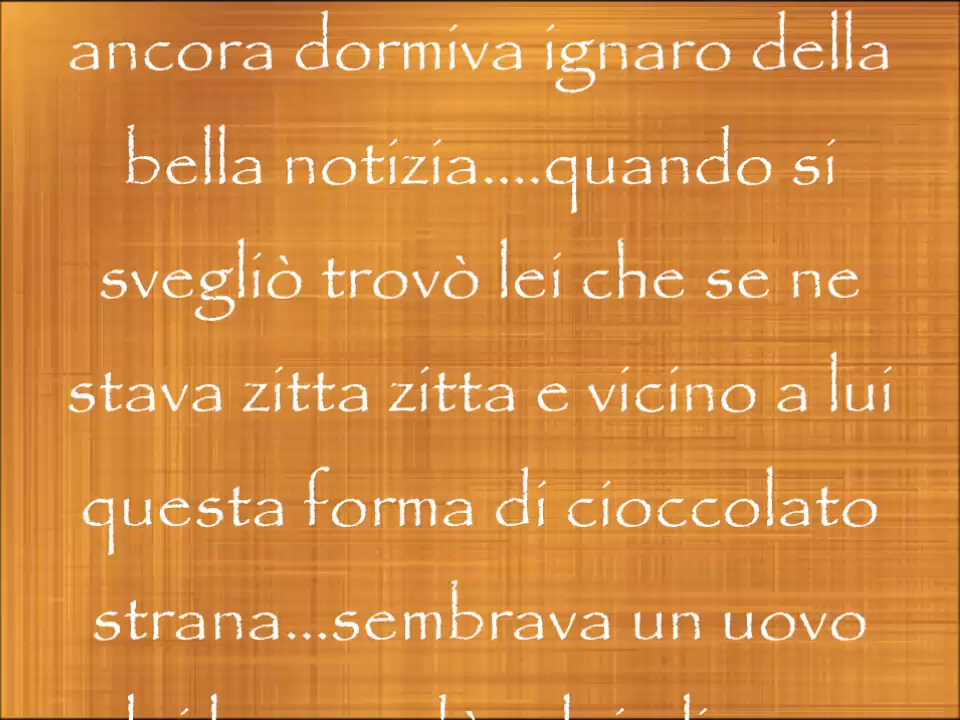 ancora dormiva ignaro della
bella notizia....quando si
svegliò trovò lei che se ne
stava zitta zitta e vicino a lui
questa forma di cioccolato
strana...sembrava un uovo